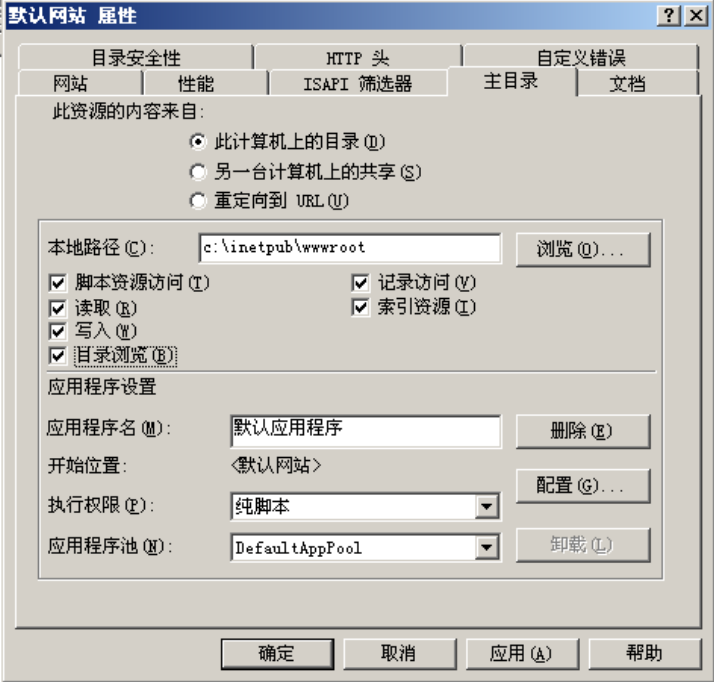 默认网站 属性
目录安全性 HTTP 头 自定义错误
网站 性能 ISAPI 筛选器 主目录 文档
此资源的内容来自:
此计算机上的目录(D)
另一台计算机上的共享(S)
重定向到 URL(U)
本地路径(C): c:\inetpub\wwwroot 浏览(O)...
脚本资源访问(T) 记录访问(V)
读取(R) 索引资源(I)
写入(W)
目录浏览(B)
应用程序设置
应用程序名(M): 默认应用程序 删除(E)
开始位置: <默认网站>
配置(G)...
执行权限(P): 纯脚本
应用程序池(N): DefaultAppPool 卸载(L)
确定 取消 应用(A) 帮助